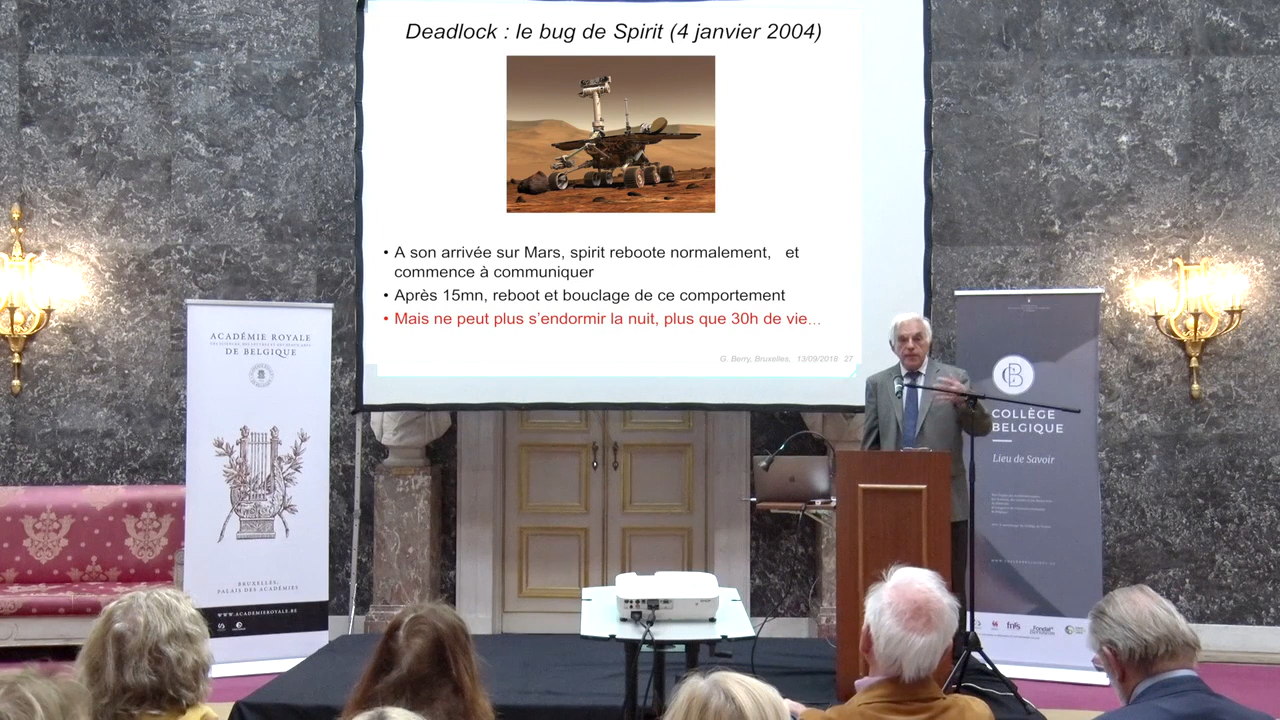 Deadlock : le bug de Spirit (4 janvier 2004)
• A son arrivée sur Mars, spirit reboote normalement, et
commence à communiquer
• Après 15mn, reboot et bouclage de ce comportement
• Mais ne peut plus s'endormir la nuit, plus que 30h de vie...
G. Berry, Bruxelles, 13/09/2018 27
ACADÉMIE ROYALE
DE BELGIQUE
BRUXELLES,
PALAIS DES ACADÉMIES
WWW.ACADEMIEROYALE.BE
COLLÈGE
BELGIQUE
Lieu de Savoir
fnrs